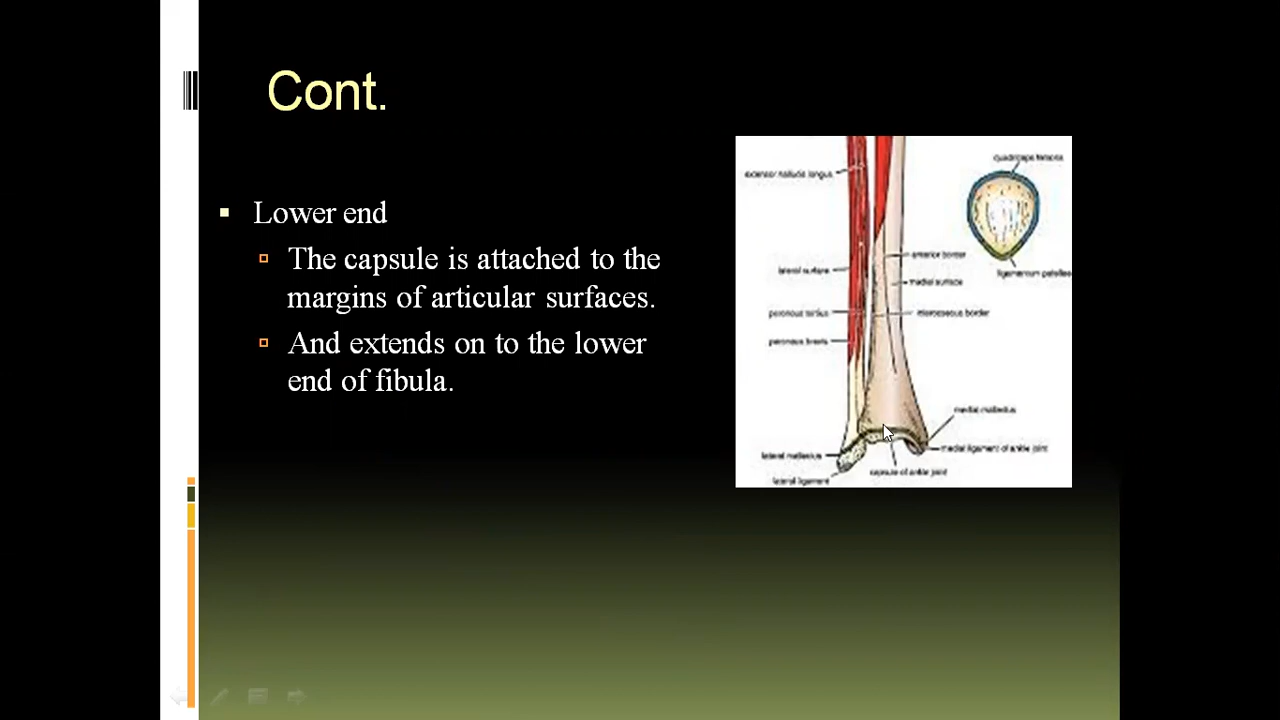 Cont.
Lower end
The capsule is attached to the
margins of articular surfaces.
And extends on to the lower
end of fibula.
quadriceps femoris
extensor hallucis longus
anterior border
lateral surface
ligamentum patellae
medial surface
peroneus tertius
interosseous border
peroneus brevis
medial malleolus
medial ligament of ankle joint
lateral malleolus
capsule of ankle joint
lateral ligament